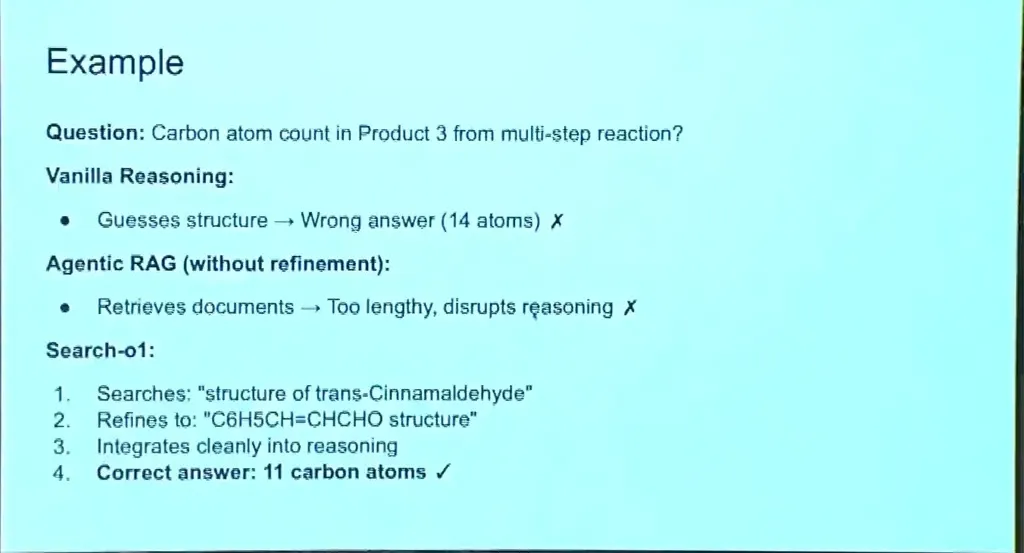 Example
Question: Carbon atom count in Product 3 from multi-step reaction?
Vanilla Reasoning:
● Guesses structure → Wrong answer (14 atoms) ✗
Agentic RAG (without refinement):
● Retrieves documents → Too lengthy, disrupts reasoning ✗
Search-o1:
1. Searches: "structure of trans-Cinnamaldehyde"
2. Refines to: "C6H5CH=CHCHO structure"
3. Integrates cleanly into reasoning
4. Correct answer: 11 carbon atoms ✓